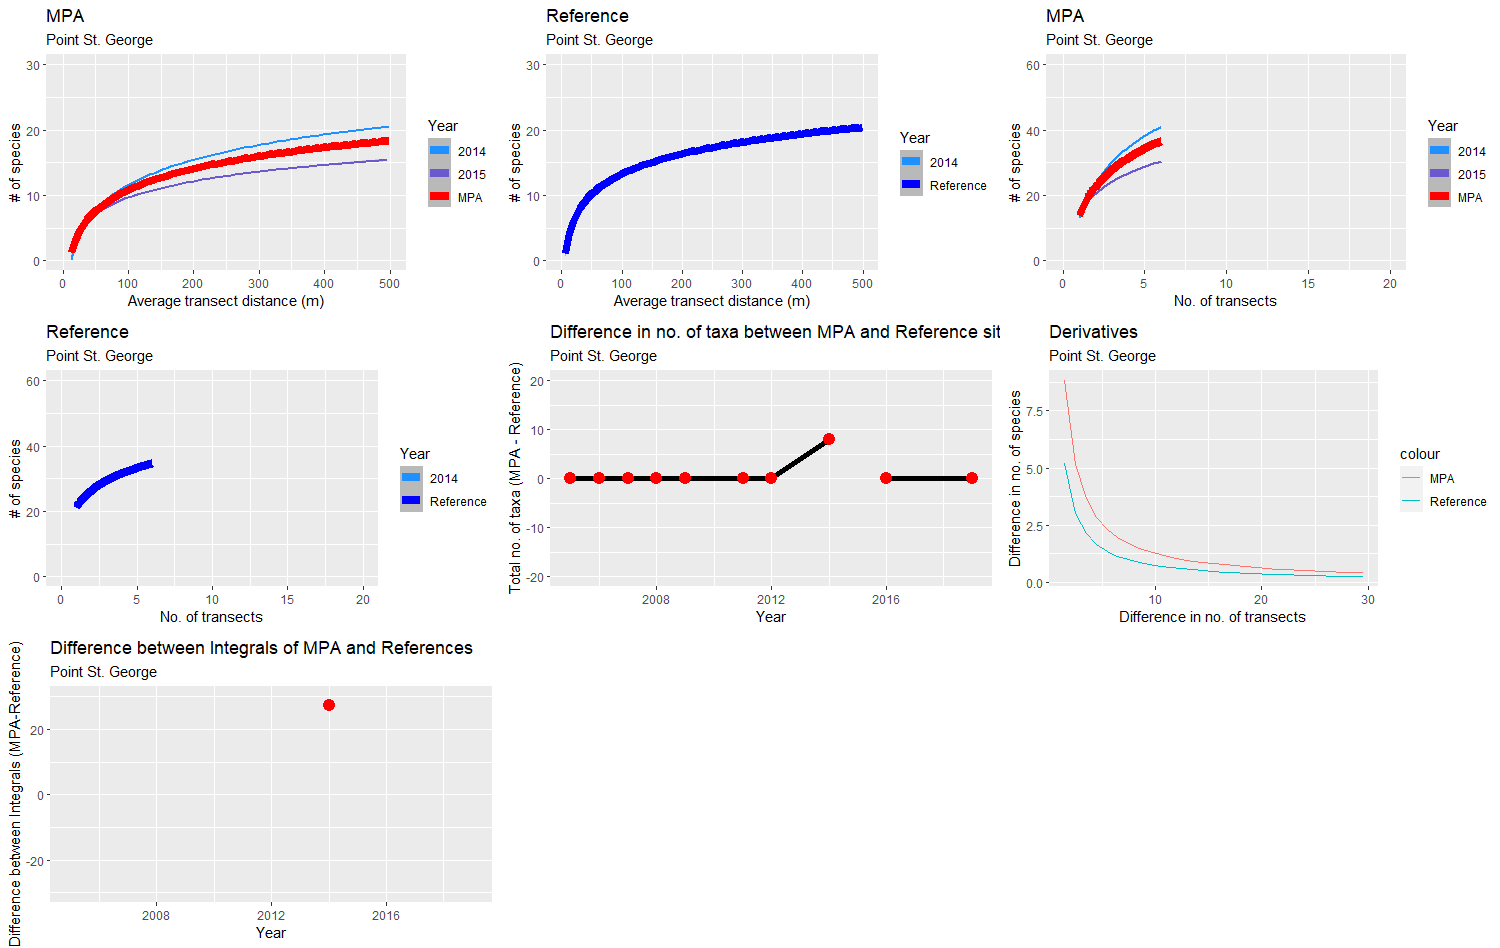 MPA
Point St. George
# of species
30
20
10
0
0 100 200 300 400 500
Average transect distance (m)
Year
2014
2015
MPA
Reference
Point St. George
# of species
30
20
10
0
0 100 200 300 400 500
Average transect distance (m)
Year
2014
Reference
MPA
Point St. George
# of species
60
40
20
0
0 5 10 15 20
No. of transects
Year
2014
2015
MPA
Reference
Point St. George
# of species
60
40
20
0
0 5 10 15 20
No. of transects
Year
2014
Reference
Difference in no. of taxa between MPA and Reference sit
Point St. George
Total no. of taxa (MPA - Reference)
20
10
0
-10
-20
2008 2012 2016
Year
Derivatives
Point St. George
Difference in no. of species
7.5
5.0
2.5
0.0
10 20 30
Difference in no. of transects
colour
MPA
Reference
Difference between Integrals of MPA and References
Point St. George
Difference between Integrals (MPA-Reference)
20
0
-20
2008 2012 2016
Year